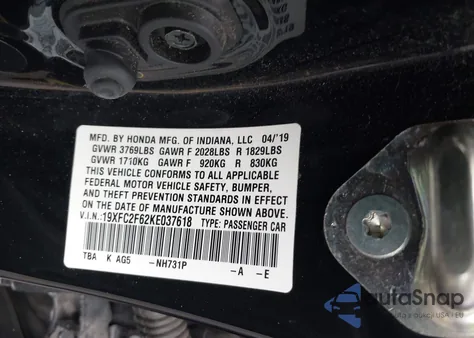 MFD. BY HONDA MFG. OF INDIANA, LLC 04/'19
GVWR 3769LBS GAWR F 2028LBS R 1829LBS
GVWR 1710KG GAWR F 920KG R 830KG
THIS VEHICLE CONFORMS TO ALL APPLICABLE
FEDERAL MOTOR VEHICLE SAFETY, BUMPER,
AND THEFT PREVENTION STANDARDS IN EFFECT
ON THE DATE OF MANUFACTURE SHOWN ABOVE.
V.I.N.: 19XFC2F62KE037618 TYPE: PASSENGER CAR
TBA K AG5 -NH731P -A -E
autoSnap